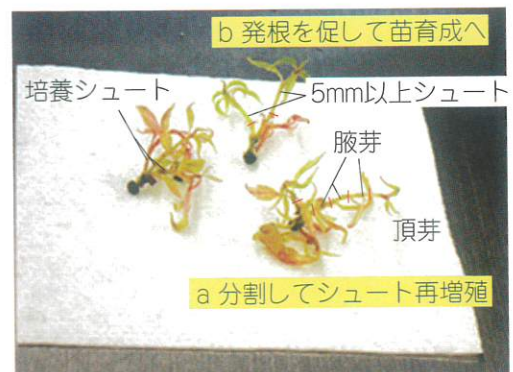 b 発根を促して苗育成へ
培養シュート
5mm以上シュート
腋芽
頂芽
a 分割してシュート再増殖